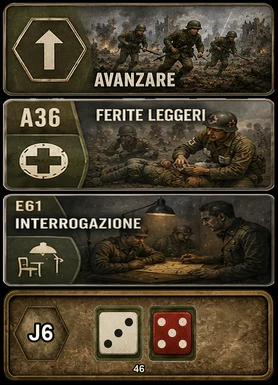 AVANZARE
A36
FERITE LEGGERI
E61
INTERROGAZIONE
J6
46